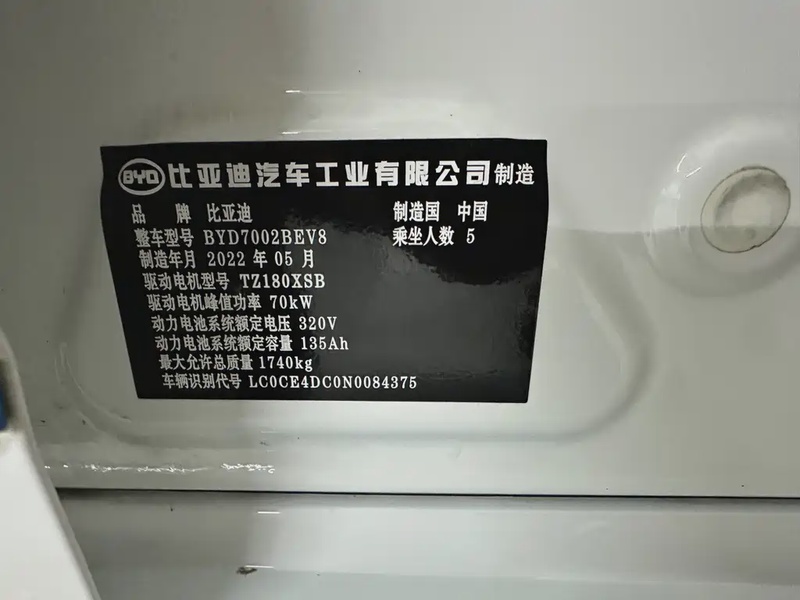 BYD 比亚迪汽车工业有限公司 制造
品 牌 比亚迪 制造国 中国
整车型号 BYD7002BEV8 乘坐人数 5
制造年月 2022 年 05 月
驱动电机型号 TZ180XSB
驱动电机峰值功率 70kW
动力电池系统额定电压 320V
动力电池系统额定容量 135Ah
最大允许总质量 1740kg
车辆识别代号 LC0CE4DC0N0084375